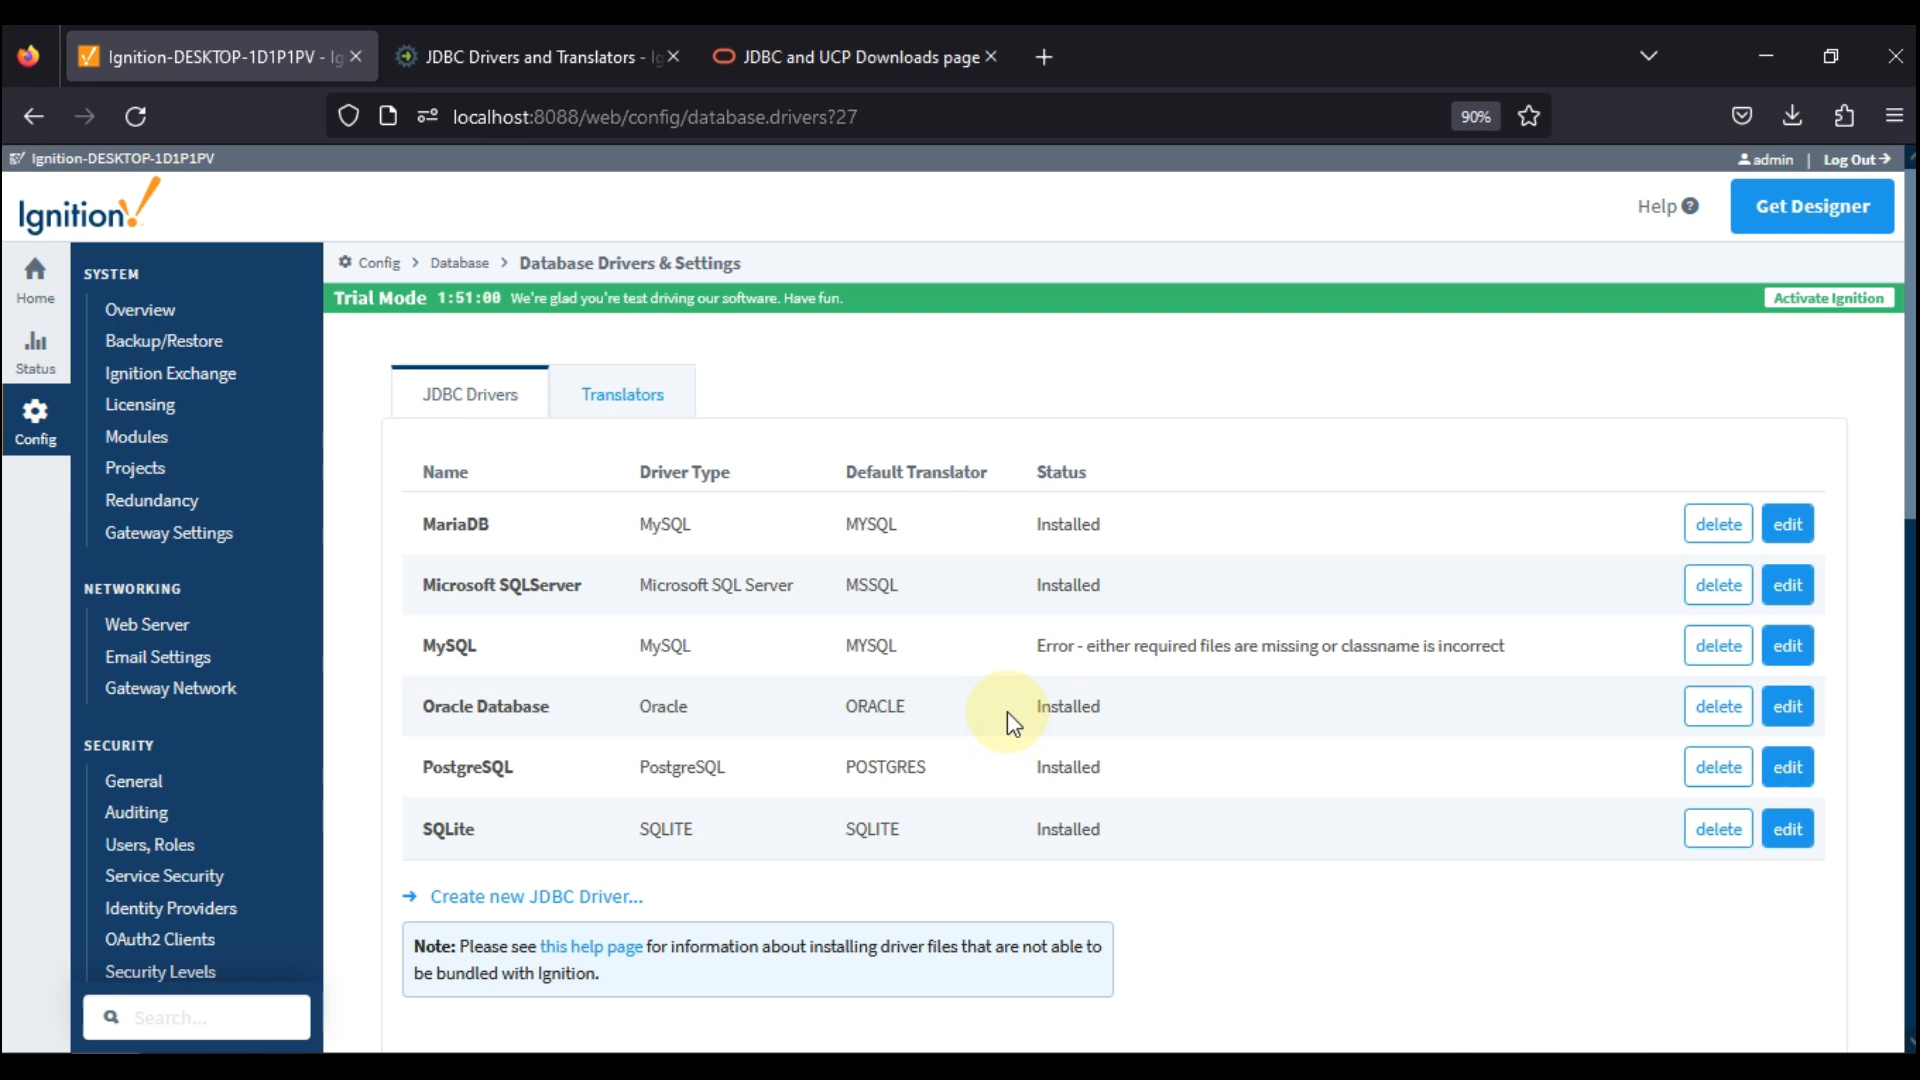 Ignition-DESKTOP-1D1P1PV - Ig
JDBC Drivers and Translators - Ig
JDBC and UCP Downloads page
localhost:8088/web/config/database.drivers?27
90%
Ignition-DESKTOP-1D1P1PV
admin | Log Out
Ignition!
Help
Get Designer
Home
Status
Config
SYSTEM
Overview
Backup/Restore
Ignition Exchange
Licensing
Modules
Projects
Redundancy
Gateway Settings
NETWORKING
Web Server
Email Settings
Gateway Network
SECURITY
General
Auditing
Users, Roles
Service Security
Identity Providers
OAuth2 Clients
Security Levels
Search...
Config > Database > Database Drivers & Settings
Trial Mode 1:51:00 We're glad you're test driving our software. Have fun.
Activate Ignition
JDBC Drivers
Translators
Name Driver Type Default Translator Status
MariaDB MySQL MYSQL Installed delete edit
Microsoft SQLServer Microsoft SQL Server MSSQL Installed delete edit
MySQL MySQL MYSQL Error - either required files are missing or classname is incorrect delete edit
Oracle Database Oracle ORACLE Installed delete edit
PostgreSQL PostgreSQL POSTGRES Installed delete edit
SQLite SQLITE SQLITE Installed delete edit
Create new JDBC Driver...
Note: Please see this help page for information about installing driver files that are not able to
be bundled with Ignition.